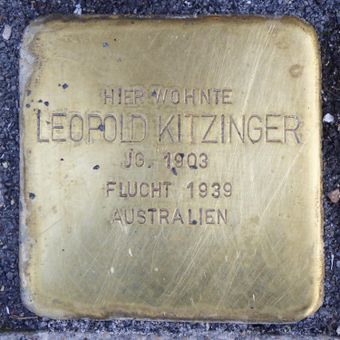 HIER WOHNTE
LEOPOLD KITZINGER
JG. 1903
FLUCHT 1939
AUSTRALIEN